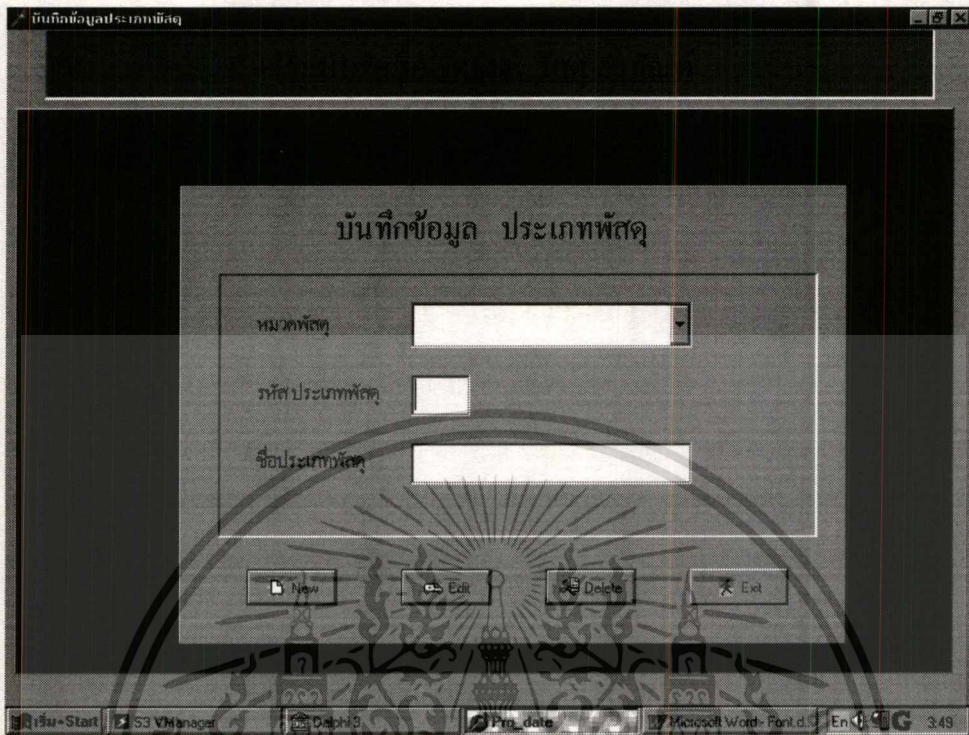 บันทึกข้อมูลประเภทพัสดุ
บันทึกข้อมูล ประเภทพัสดุ
หมวดพัสดุ
รหัส ประเภทพัสดุ
ชื่อประเภทพัสดุ
New Edit Delete Exit
เริ่ม-Start S3 VManager Delphi 3 Pro_date Microsoft Word - Font.d... En G 3:49